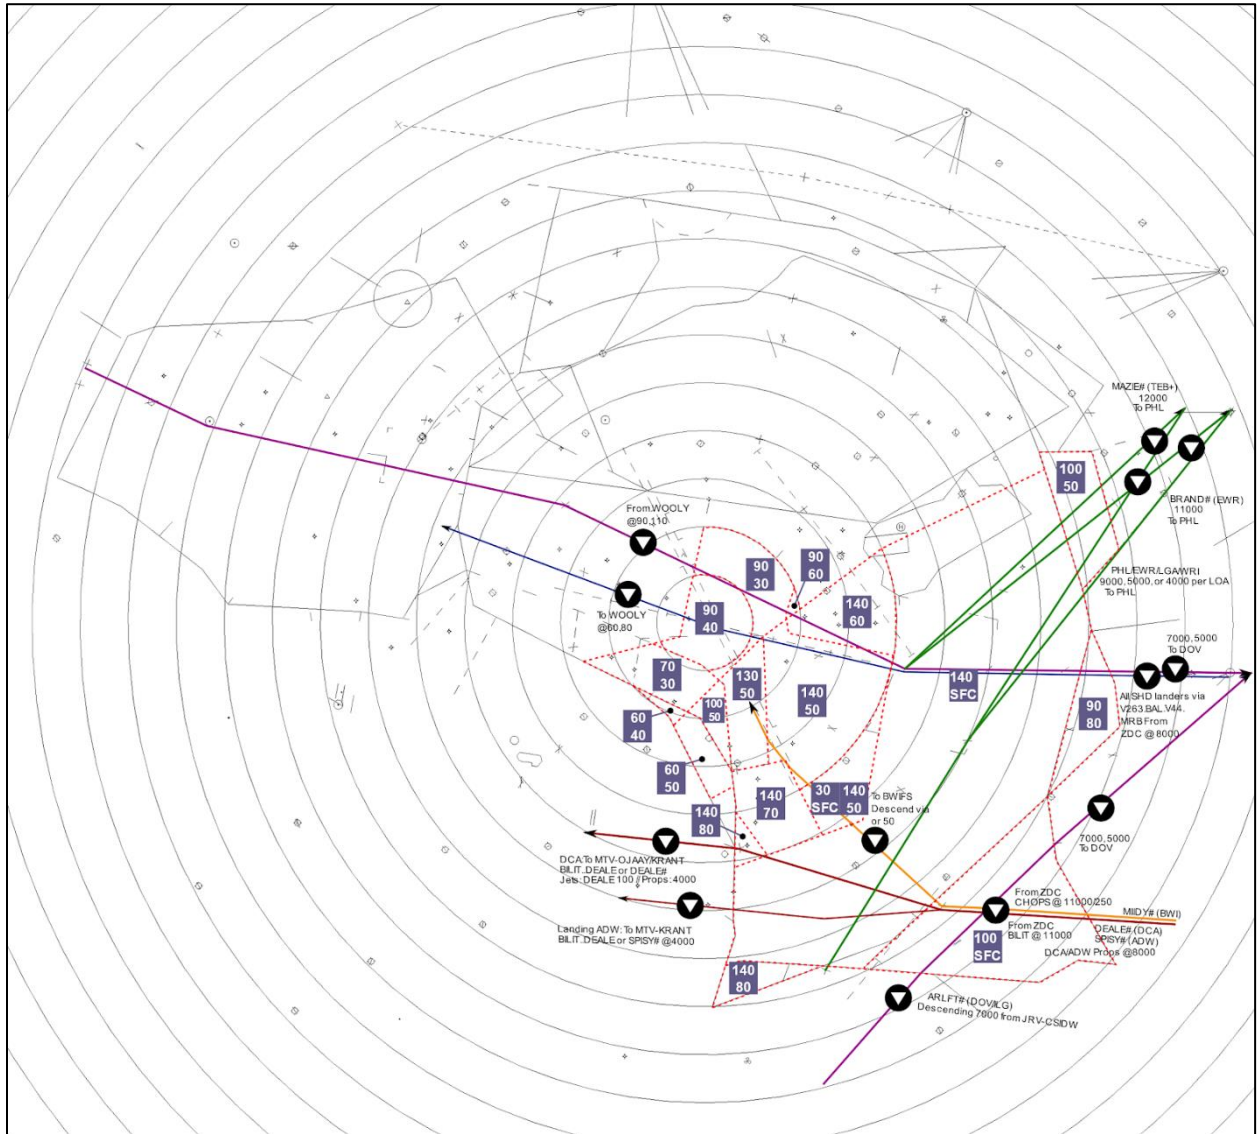 MAZIE# (TEB+)
12000
To PHL
100
50
BRAND# (EWR)
11000
To PHL
From WOOLY
@90,110
90
30
90
60
PHL/EWR/LGA/WRI
9000, 5000, or 4000 per LOA
To PHL
To WOOLY
@60,80
90
40
140
60
7000, 5000
To DOV
70
30
130
50
140
50
140
SFC
All SHD landers via
V263.BAL.V44.
MRB From
ZDC @ 8000
60
40
100
50
90
80
60
50
140
70
30
SFC
140
50
To BWIFS
Descend via
or 50
140
80
7000, 5000
To DOV
DCA: To MTV-OJAAY/KRANT
BILIT..DEALE or DEALE#
Jets: DEALE 100 // Props: 4000
From ZDC
CHOPS @ 11000/250
MIIDY# (BWI)
Landing ADW: To MTV-KRANT
BILIT..DEALE or SPISY# @4000
From ZDC
BILIT @ 11000
DEALE# (DCA)
SPISY# (ADW)
DCA/ADW Props @8000
100
SFC
140
80
ARLFT# (DOV/ILG)
Descending 7000 from JRV-CSIDW
H